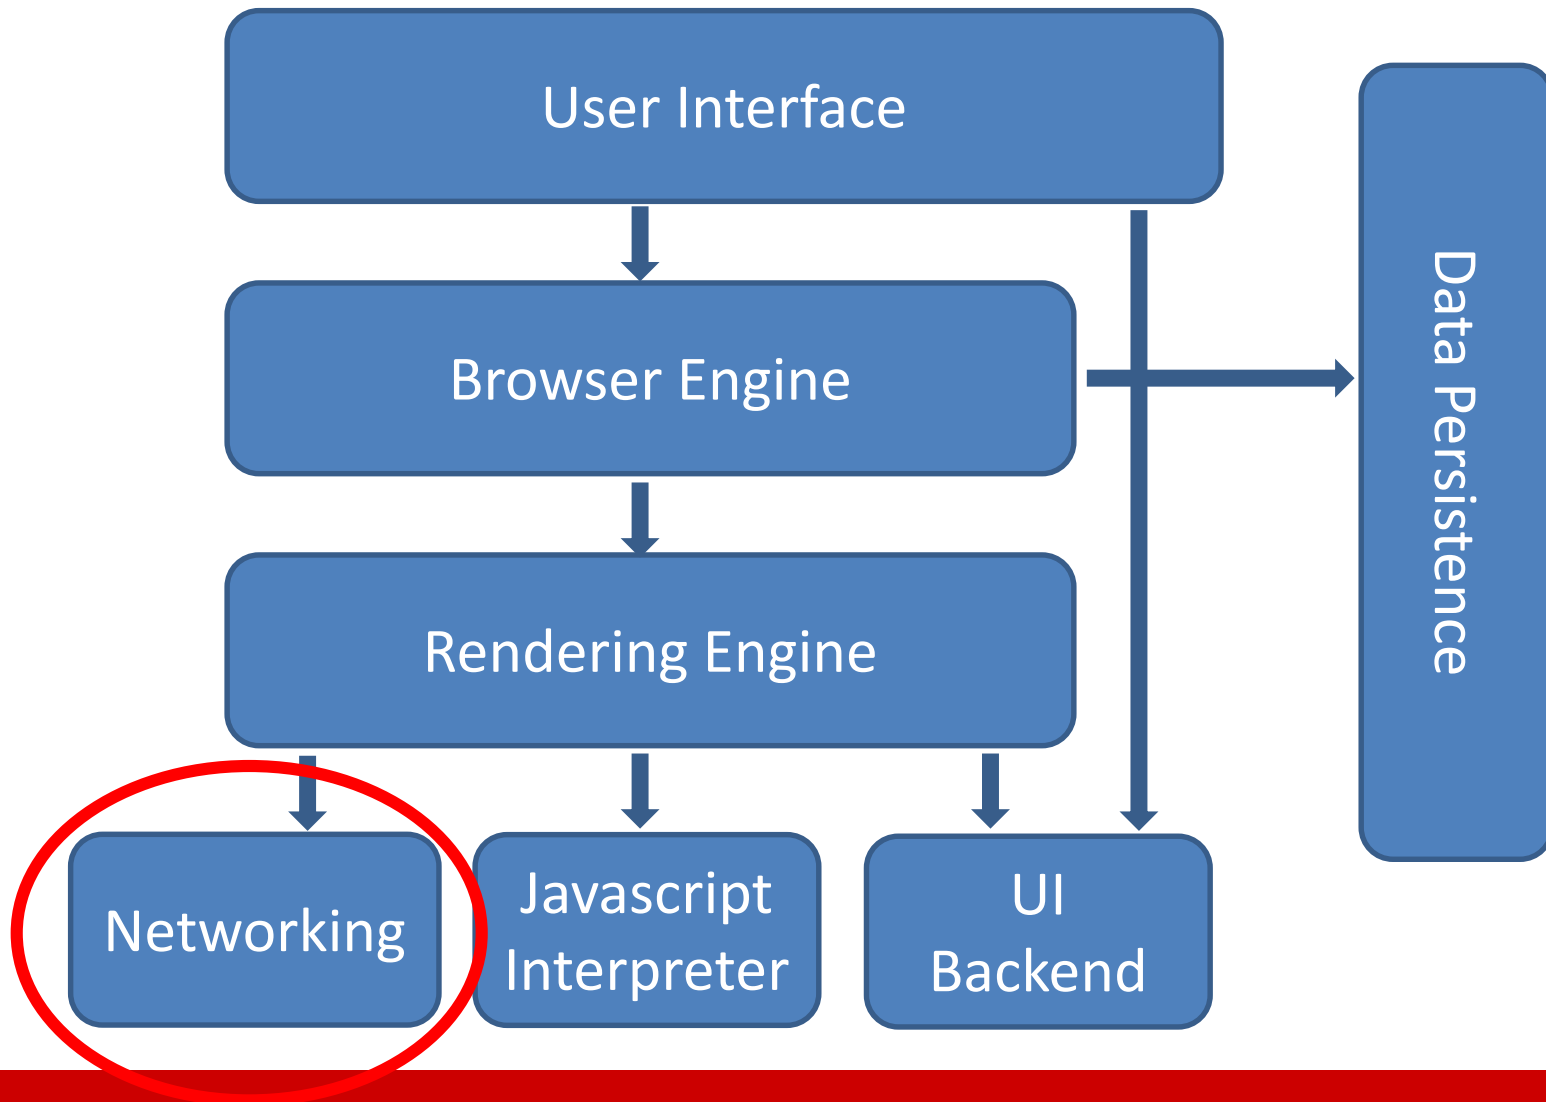 User Interface
Browser Engine
Data Persistence
Rendering Engine
Networking
Javascript
Interpreter
UI
Backend